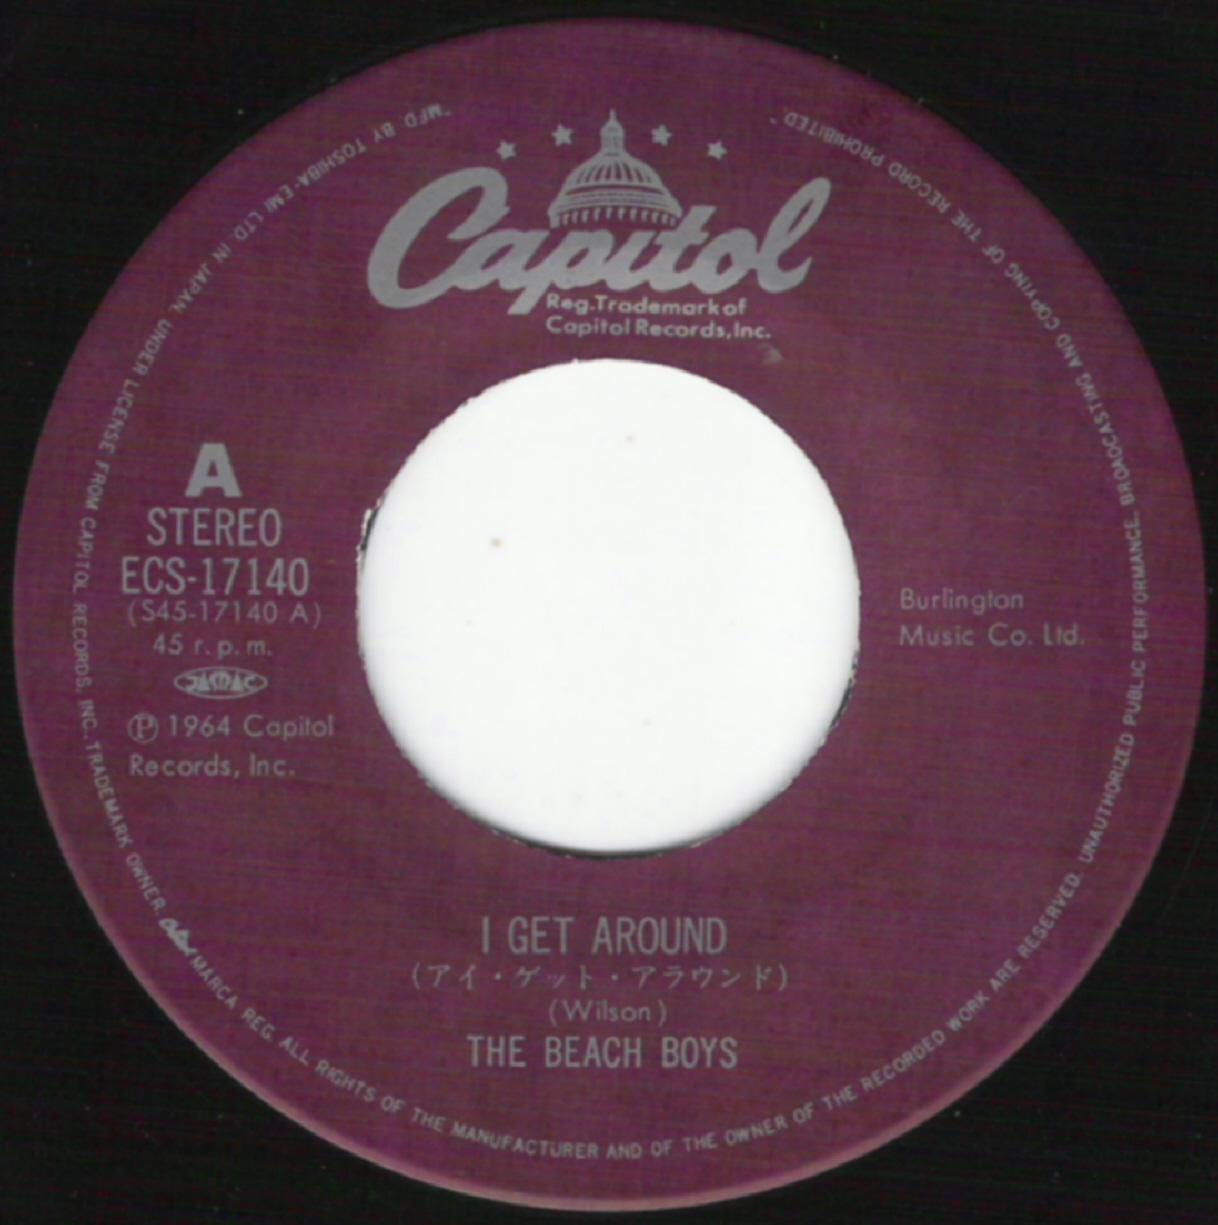 Capitol
Reg. Trademark of
Capitol Records, Inc.
A
STEREO
ECS-17140
(S45-17140 A)
45 r.p.m.
JASRAC
Ⓟ 1964 Capitol
Records, Inc.
Burlington
Music Co. Ltd.
I GET AROUND
(アイ・ゲット・アラウンド)
(Wilson)
THE BEACH BOYS
"MFD BY TOSHIBA-EMI LTD IN JAPAN, UNDER LICENSE FROM CAPITOL RECORDS, INC. TRADEMARK OWNER. Capitol MARCA REG. ALL RIGHTS OF THE MANUFACTURER AND OF THE OWNER OF THE RECORDED WORK ARE RESERVED. UNAUTHORIZED PUBLIC PERFORMANCE, BROADCASTING AND COPYING OF THE RECORD PROHIBITED"